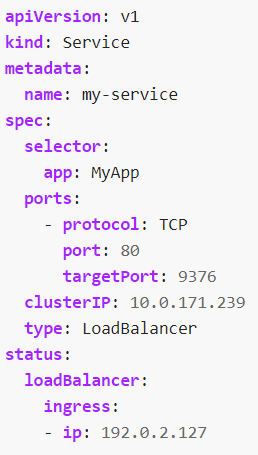 apiVersion: v1
kind: Service
metadata:
  name: my-service
spec:
  selector:
    app: MyApp
  ports:
    - protocol: TCP
      port: 80
      targetPort: 9376
  clusterIP: 10.0.171.239
  type: LoadBalancer
status:
  loadBalancer:
    ingress:
    - ip: 192.0.2.127